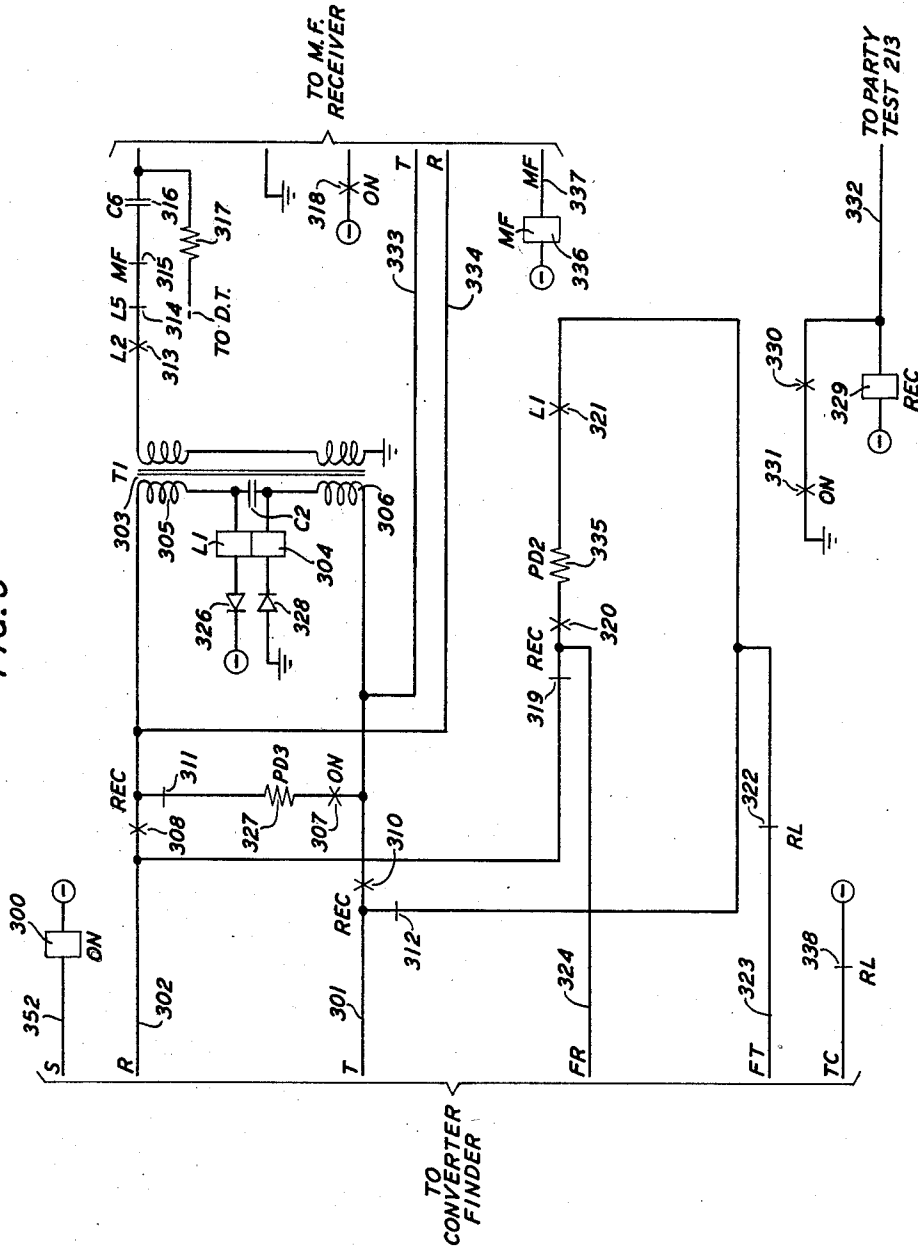 FIG. 3
S
352
300
ON
R
302
REC
308
311
PD3
327
ON
307
T
301
REC
310
312
303
T1
305
L1
304
C2
306
326
328
L2
313
L5
314
MF
315
C6
316
317
TO D.T.
318
ON
TO M.F.
RECEIVER
T
333
R
334
MF
336
MF
337
319
REC
320
PD2
335
L1
321
FR
324
FT
323
322
RL
TC
338
RL
TO
CONVERTER
FINDER
331
ON
330
329
REC
332
TO PARTY
TEST 213